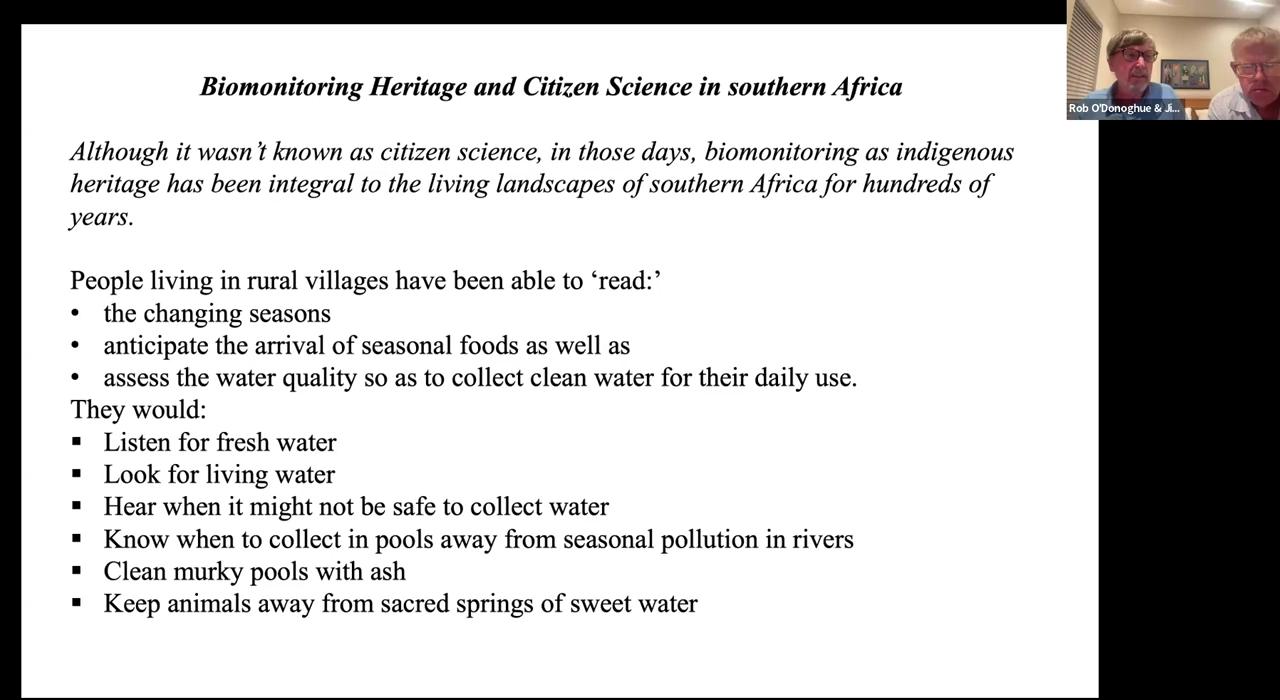 Biomonitoring Heritage and Citizen Science in southern Africa
Although it wasn't known as citizen science, in those days, biomonitoring as indigenous
heritage has been integral to the living landscapes of southern Africa for hundreds of
years.
People living in rural villages have been able to ‘read:’
• the changing seasons
• anticipate the arrival of seasonal foods as well as
• assess the water quality so as to collect clean water for their daily use.
They would:
▪ Listen for fresh water
▪ Look for living water
▪ Hear when it might not be safe to collect water
▪ Know when to collect in pools away from seasonal pollution in rivers
▪ Clean murky pools with ash
▪ Keep animals away from sacred springs of sweet water
Rob O'Donoghue & Ji...